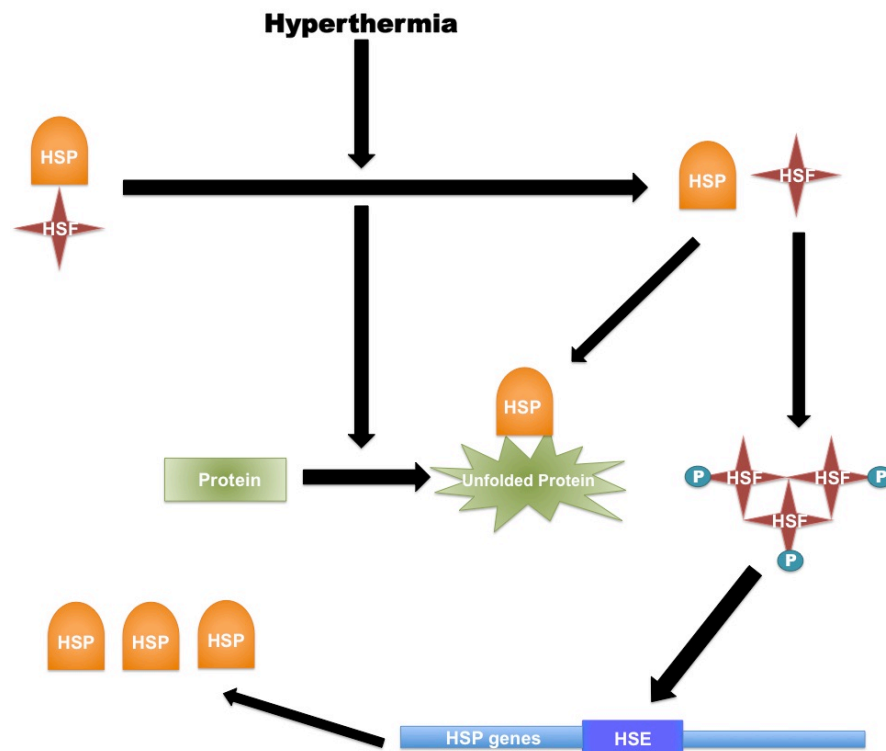 Hyperthermia
HSP
HSF
HSP
HSF
HSP
Protein
Unfolded Protein
P
HSF
HSF
P
HSF
P
HSP
HSP
HSP
HSP genes
HSE